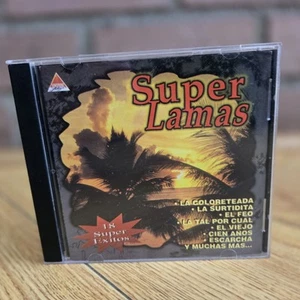 Super
Lamas
• LA COLORETEADA
• LA SURTIDITA
• EL FEO
• LA TAL POR CUAL
• EL VIEJO
• CIEN AÑOS
• ESCARCHA
Y MUCHAS MAS...
18
Super
Exitos